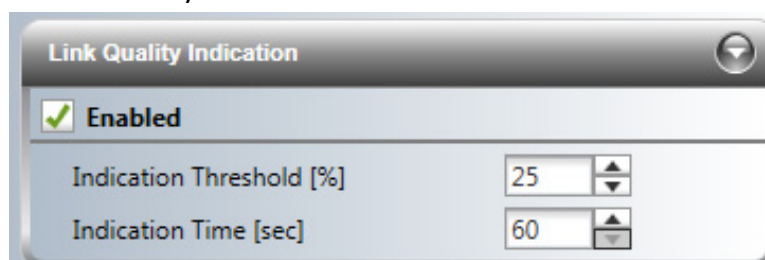 Link Quality Indication
Enabled
Indication Threshold [%] 25
Indication Time [sec] 60